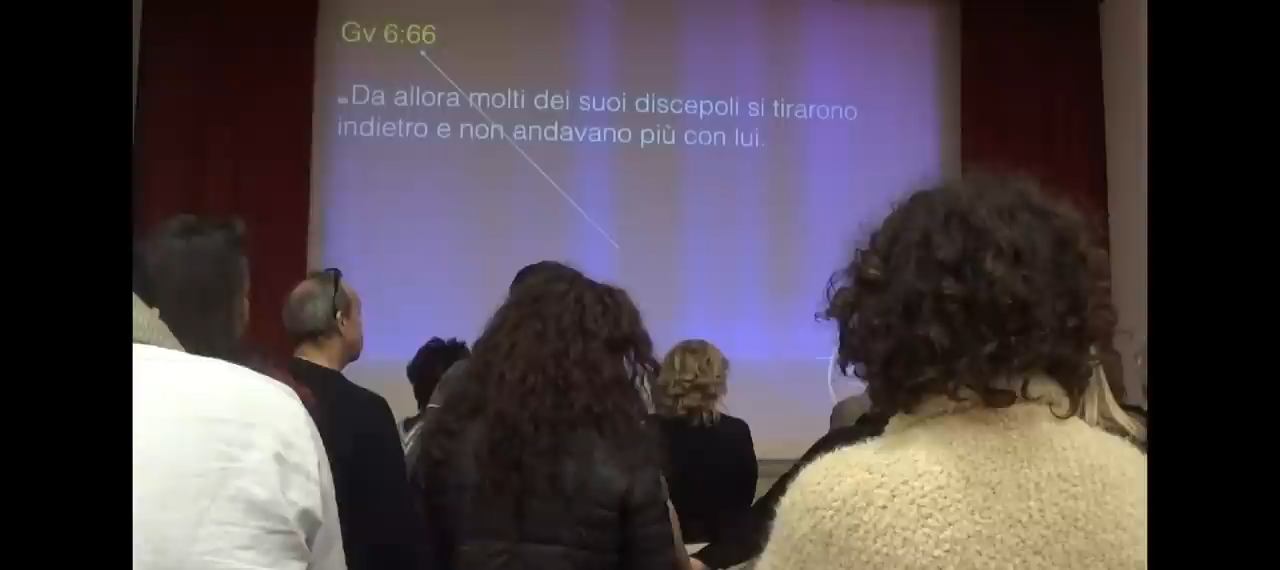 Gv 6:66
Da allora molti dei suoi discepoli si tirarono
indietro e non andavano più con lui.